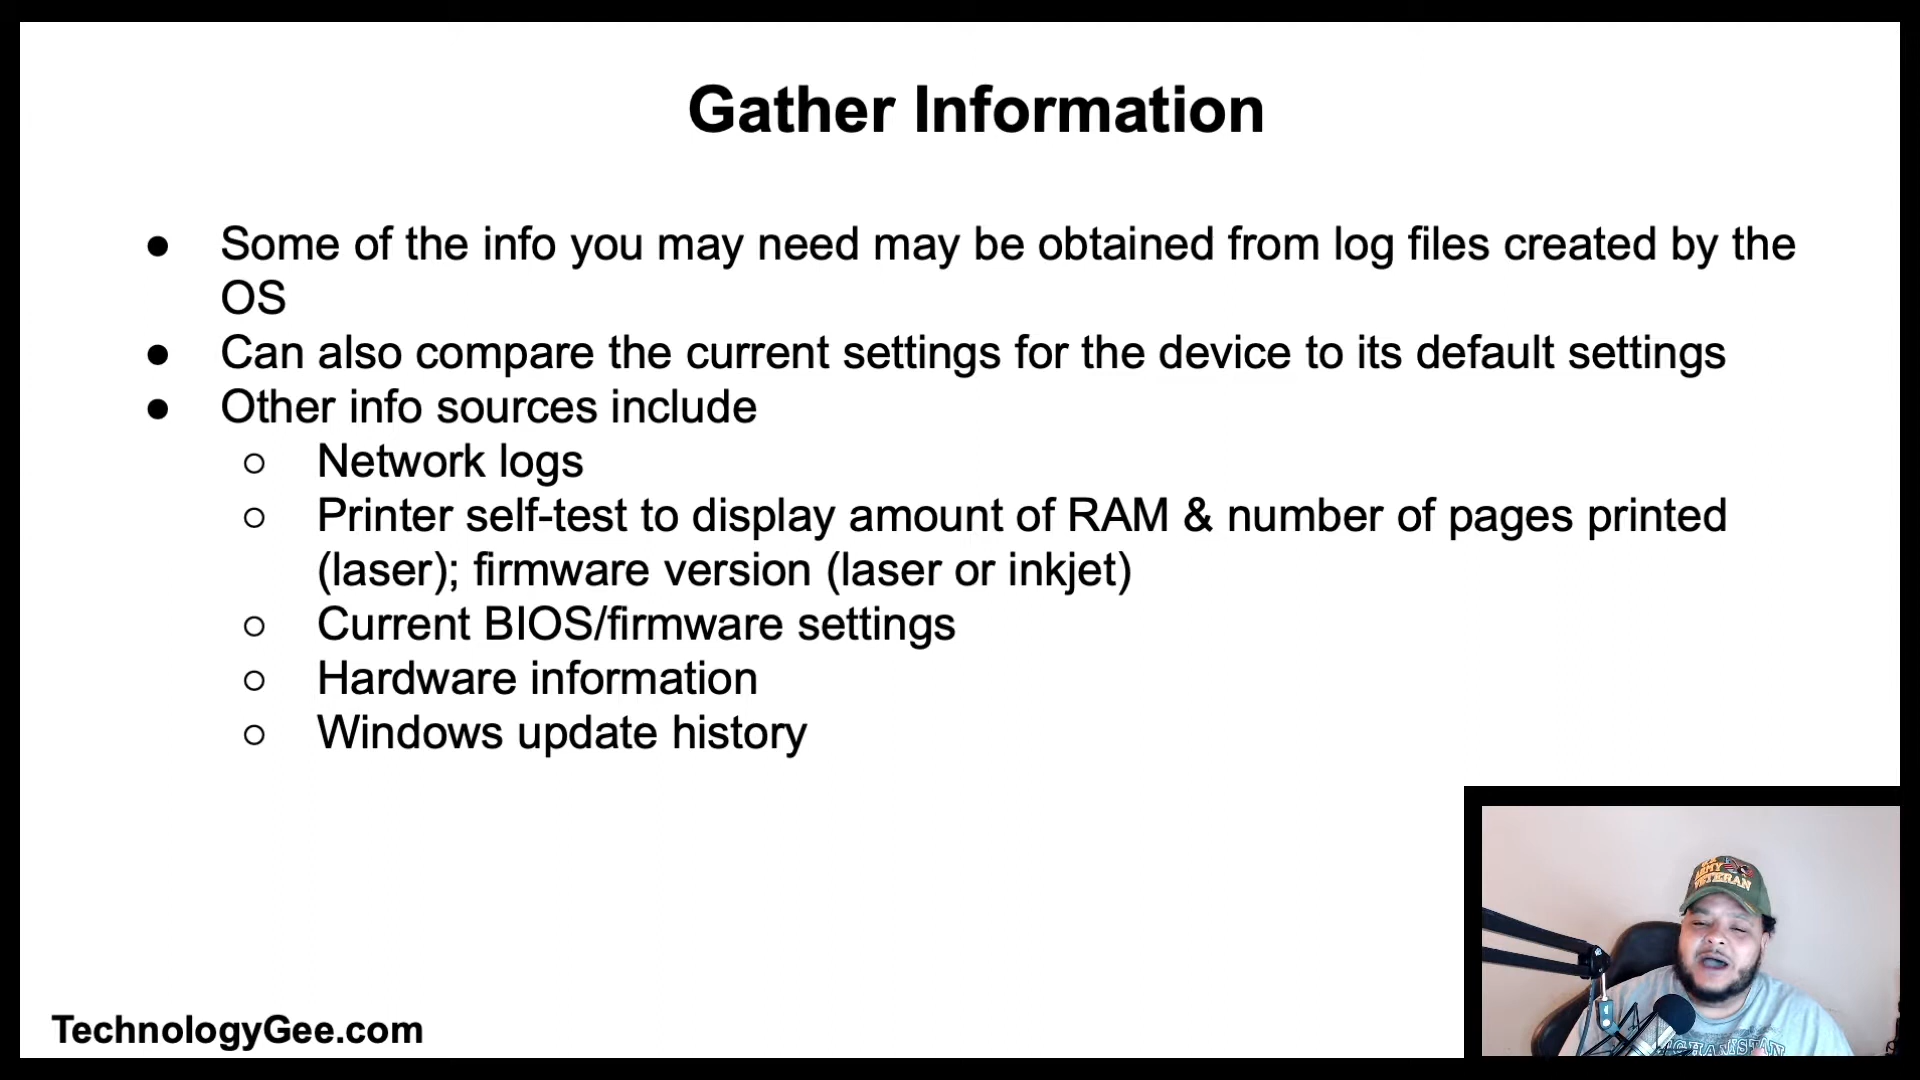 Gather Information
● Some of the info you may need may be obtained from log files created by the
OS
● Can also compare the current settings for the device to its default settings
● Other info sources include
○ Network logs
○ Printer self-test to display amount of RAM & number of pages printed
(laser); firmware version (laser or inkjet)
○ Current BIOS/firmware settings
○ Hardware information
○ Windows update history
ARMY
VETERAN
AFGHANISTAN
TechnologyGee.com